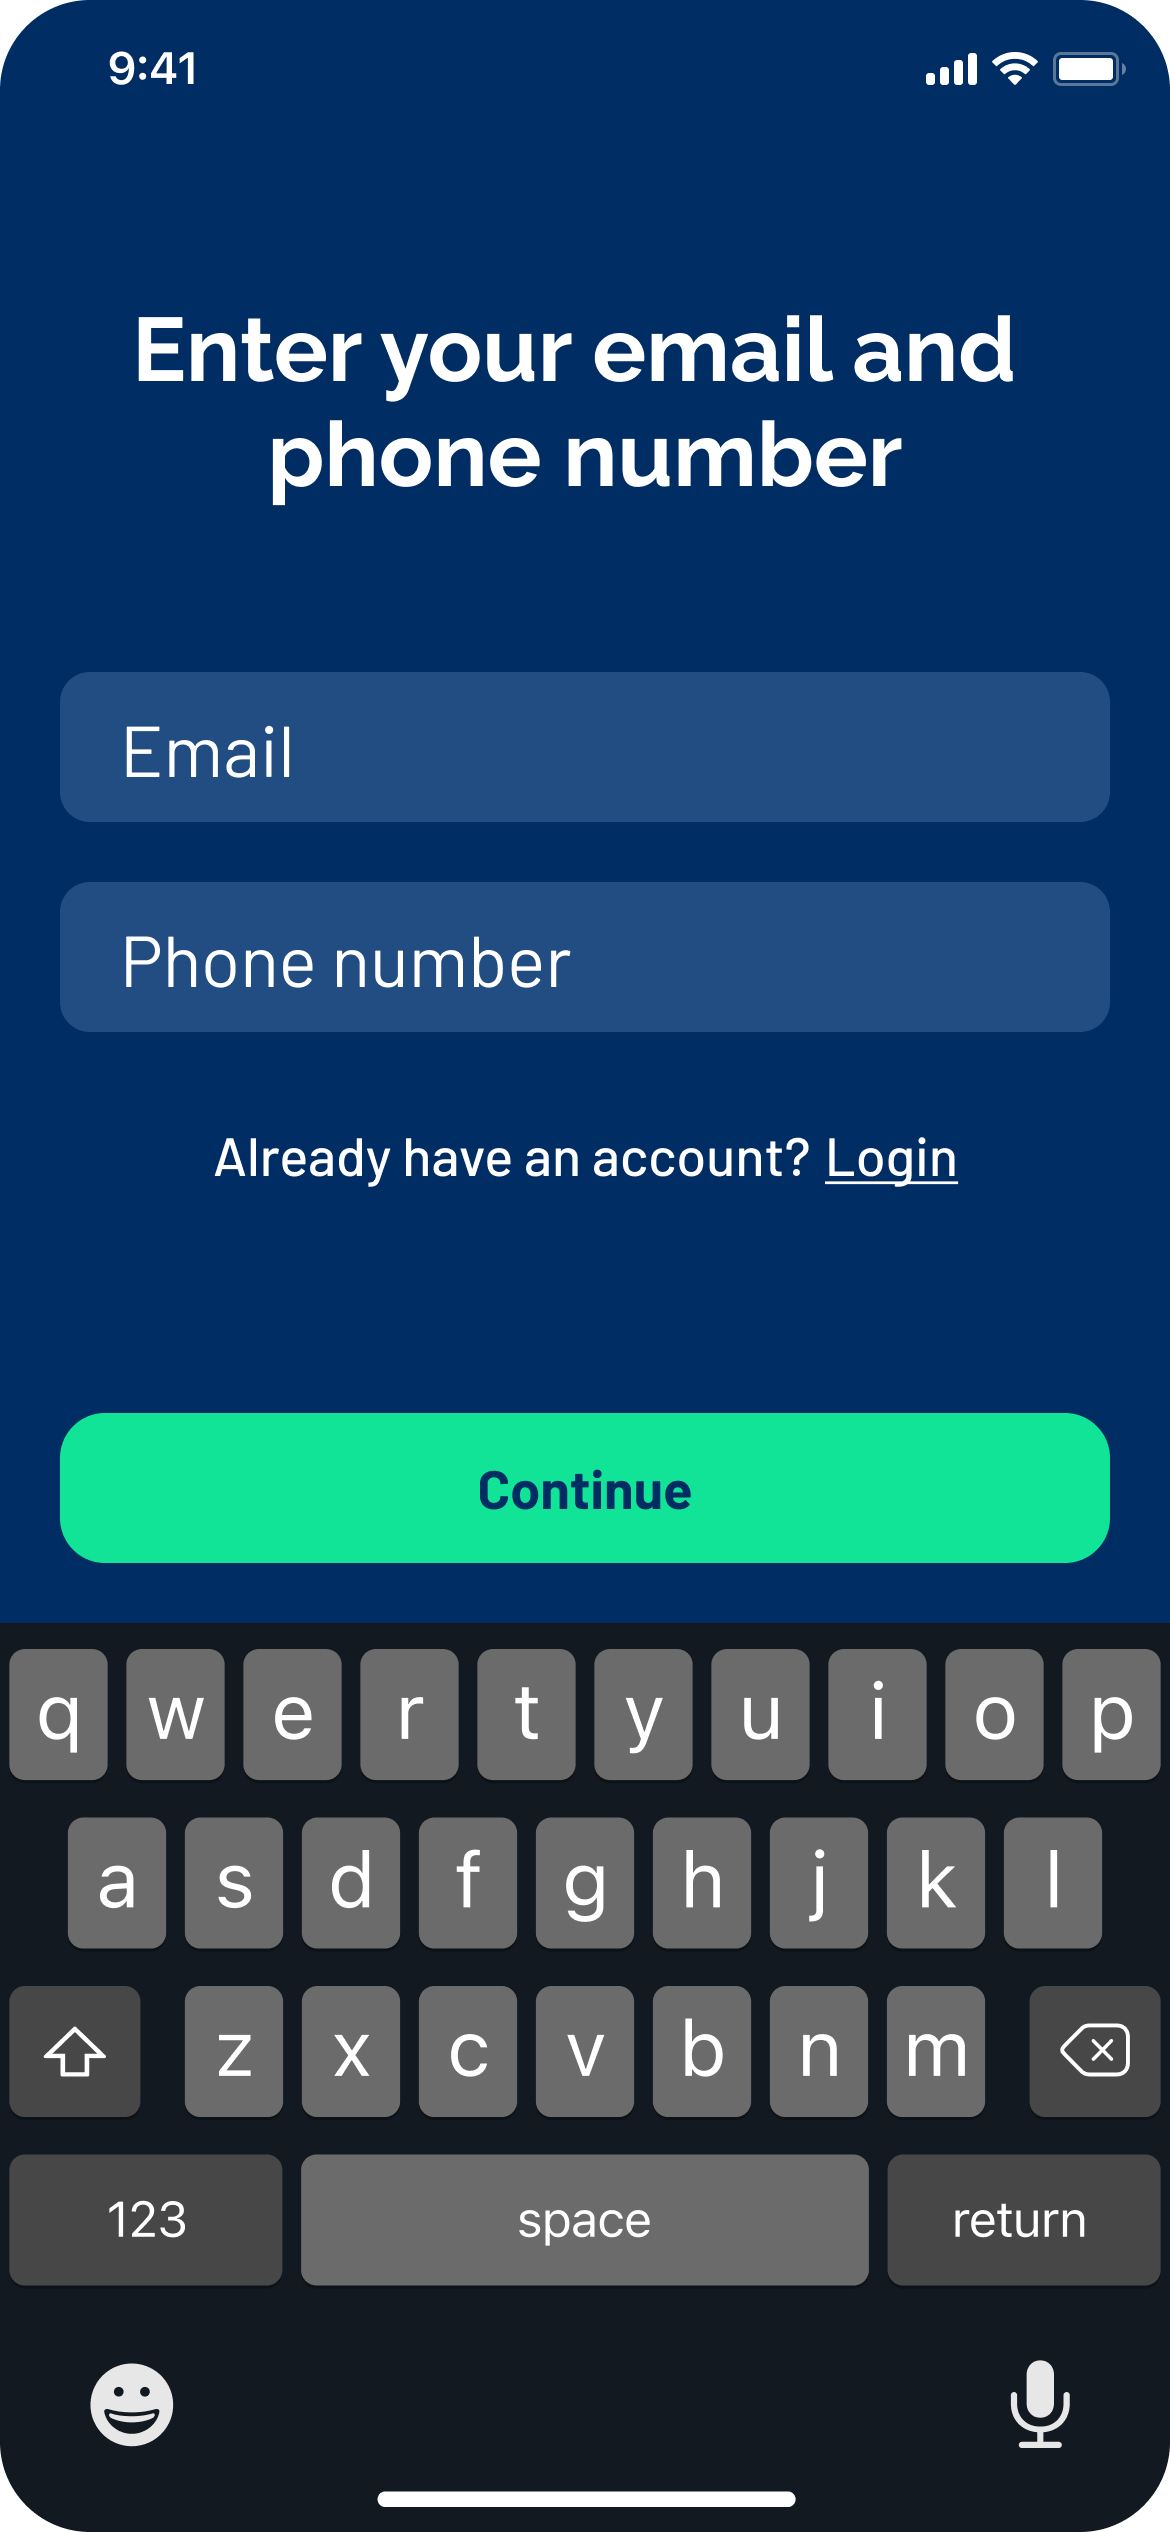 9:41
Enter your email and
phone number
Email
Phone number
Already have an account? Login
Continue
q w e r t y u i o p
a s d f g h j k l
z x c v b n m
123 space return